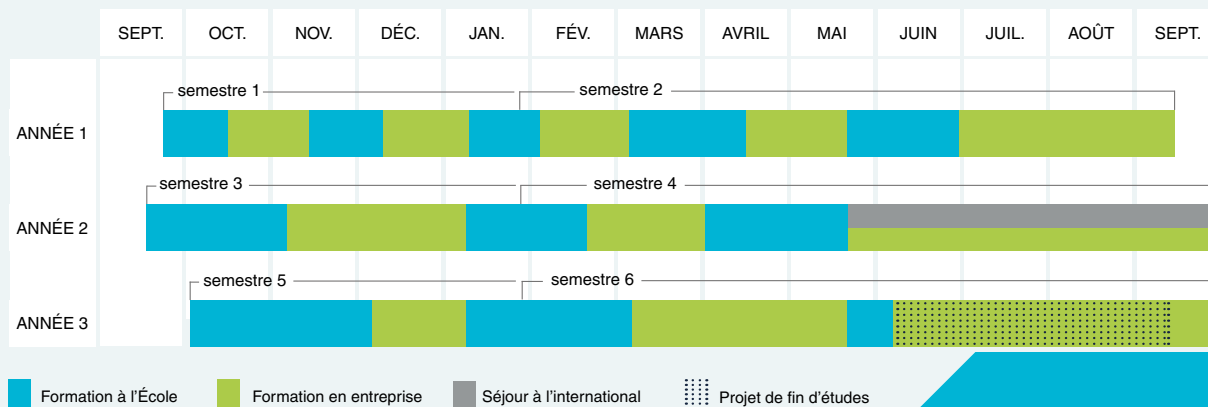 SEPT. OCT. NOV. DÉC. JAN. FÉV. MARS AVRIL MAI JUIN JUIL. AOÛT SEPT.
semestre 1 semestre 2
ANNÉE 1
semestre 3 semestre 4
ANNÉE 2
semestre 5 semestre 6
ANNÉE 3
Formation à l’École Formation en entreprise Séjour à l’international Projet de fin d’études